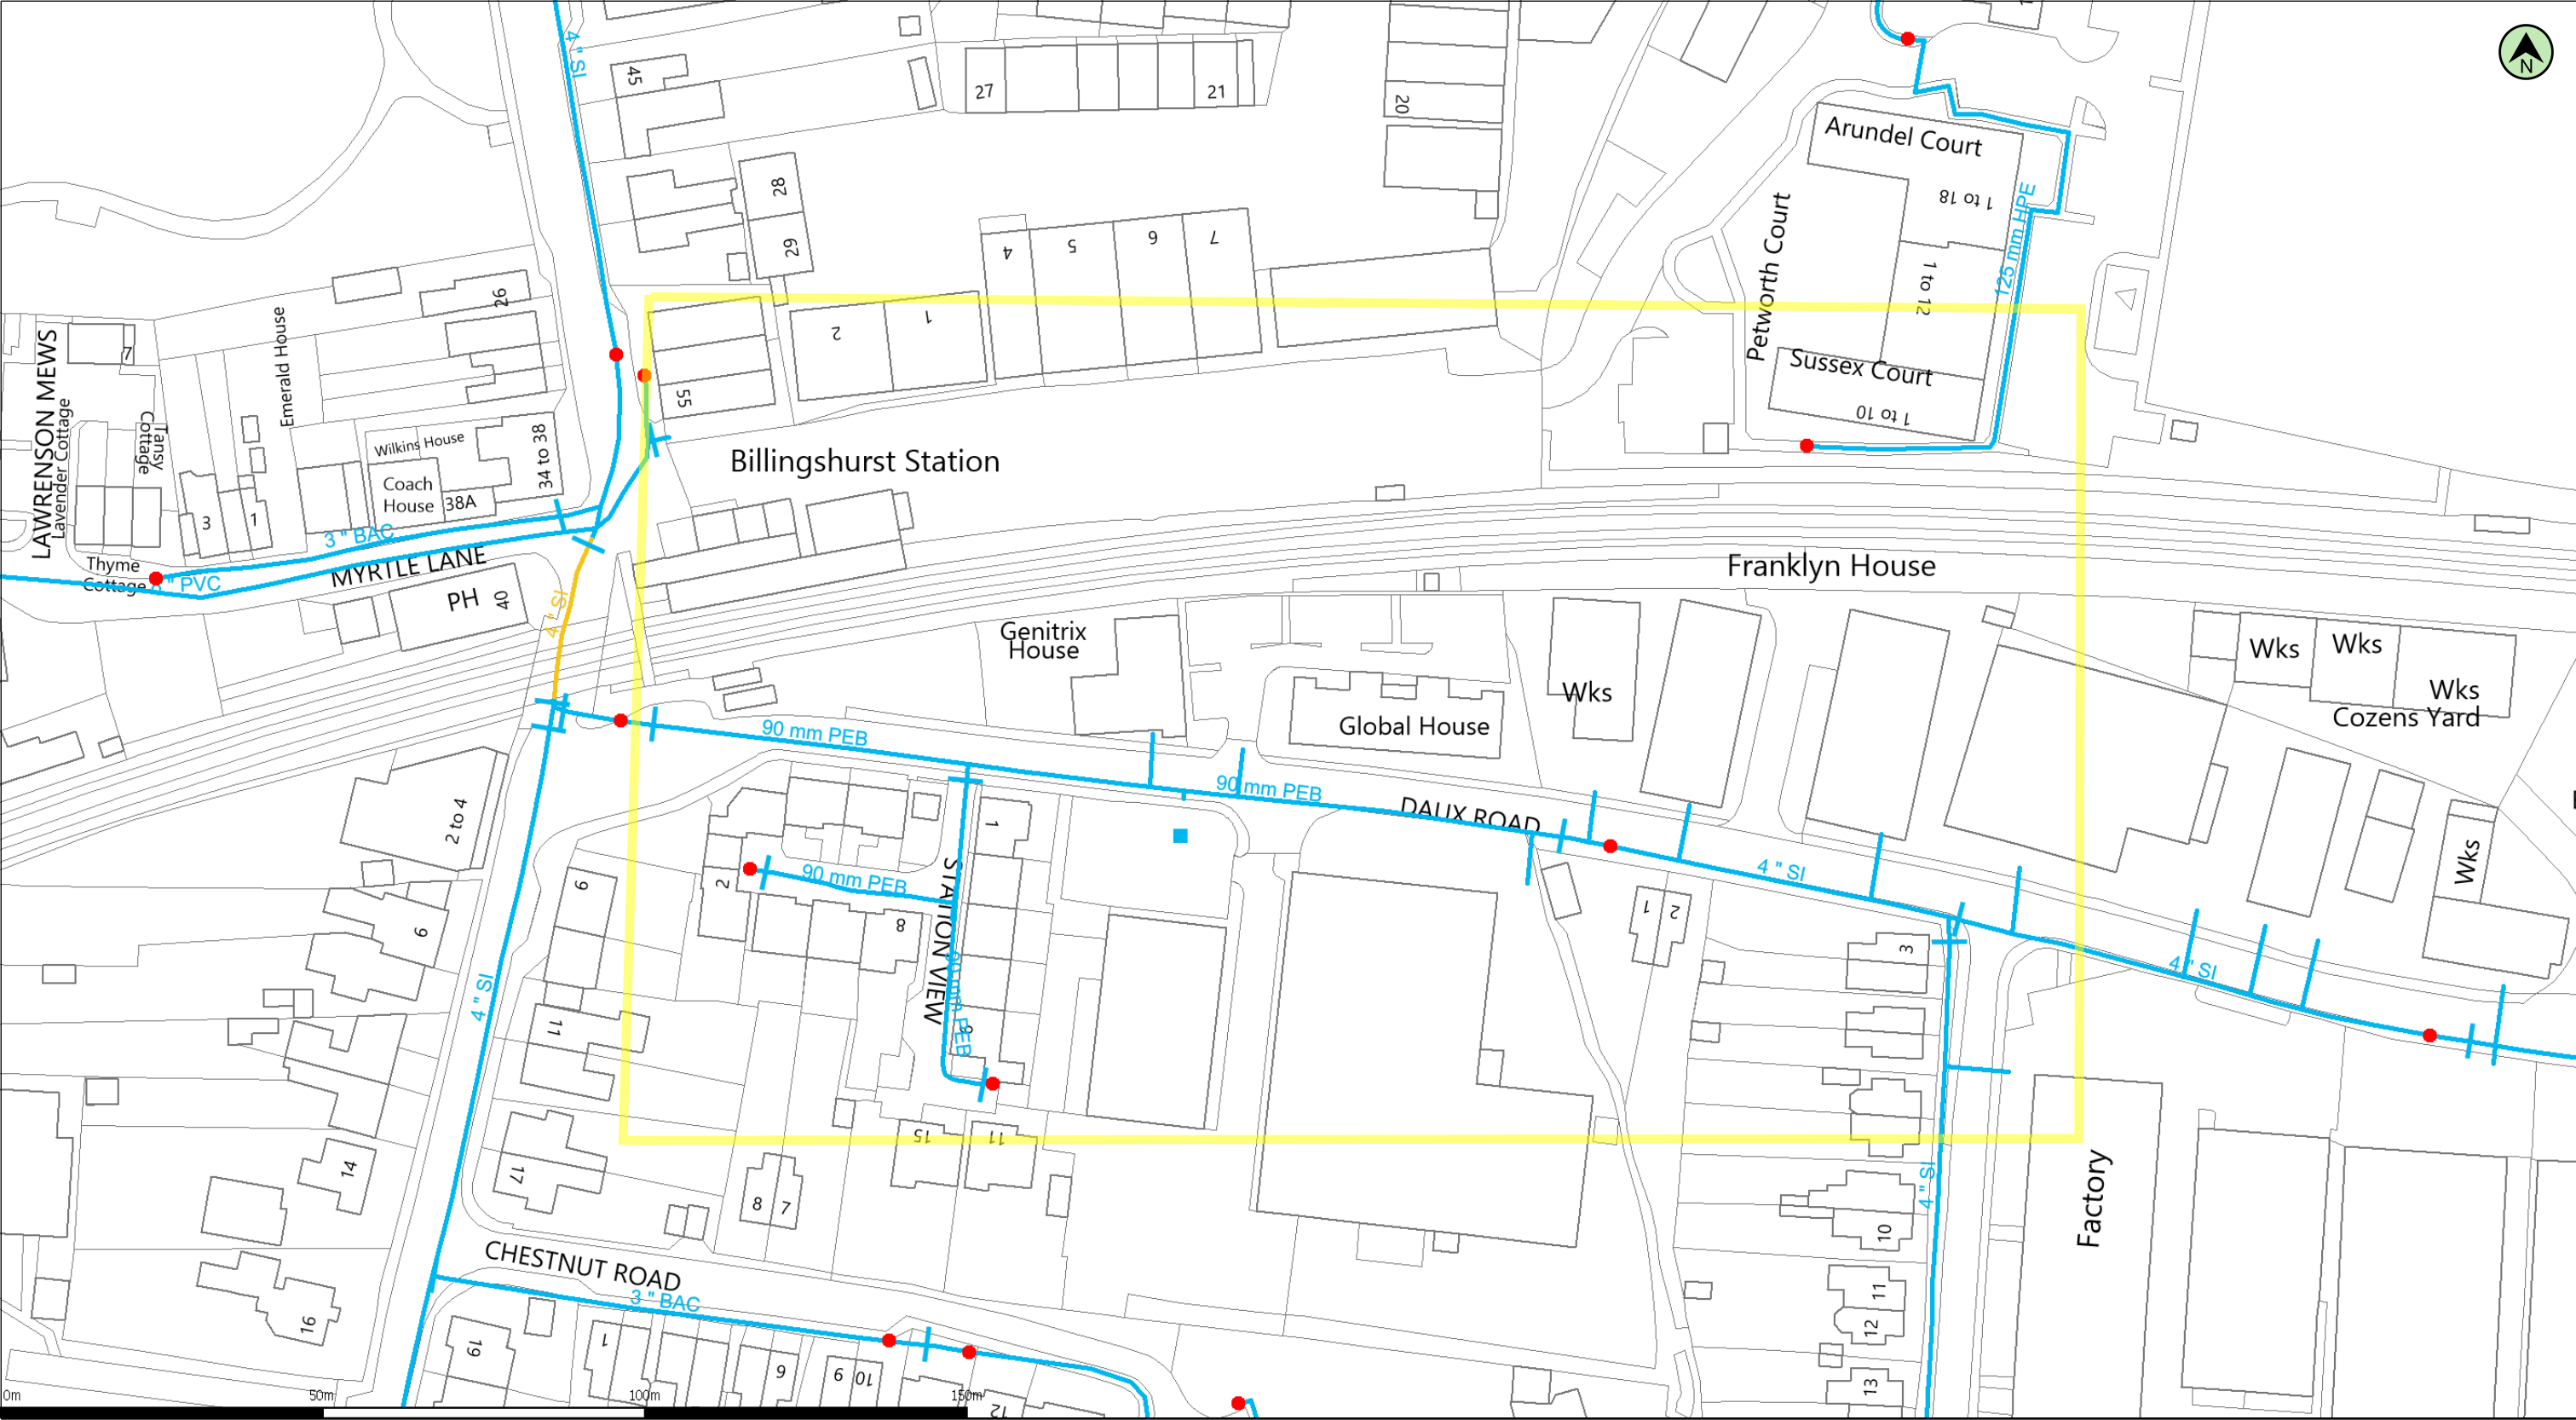 4 " SI
45
27
21
20
N
Arundel Court
1 to 18
125 mm HPE
1 to 12
Petworth Court
Sussex Court
1 to 10
28
29
4
5
6
7
2
1
26
55
Emerald House
LAWRENSON MEWS
Lavender Cottage
7
Tansy
Cottage
Wilkins House
Coach
House
38A
34 to 38
3
1
3 " BAC
Thyme
Cottage
" PVC
MYRTLE LANE
PH
40
4 " SI
Billingshurst Station
Franklyn House
Genitrix
House
Global House
Wks
Wks
Wks
Wks
Cozens Yard
Wks
90 mm PEB
90 mm PEB
DAUX ROAD
4 " SI
4 " SI
2 to 4
1
2
90 mm PEB
8
STATION VIEW
90 mm PEB
9
9
6
4 " SI
11
1
2
3
15
11
14
17
8
7
4 " SI
10
Factory
CHESTNUT ROAD
3 " BAC
16
19
1
6
9
10
12
11
12
13
0m
50m
100m
150m